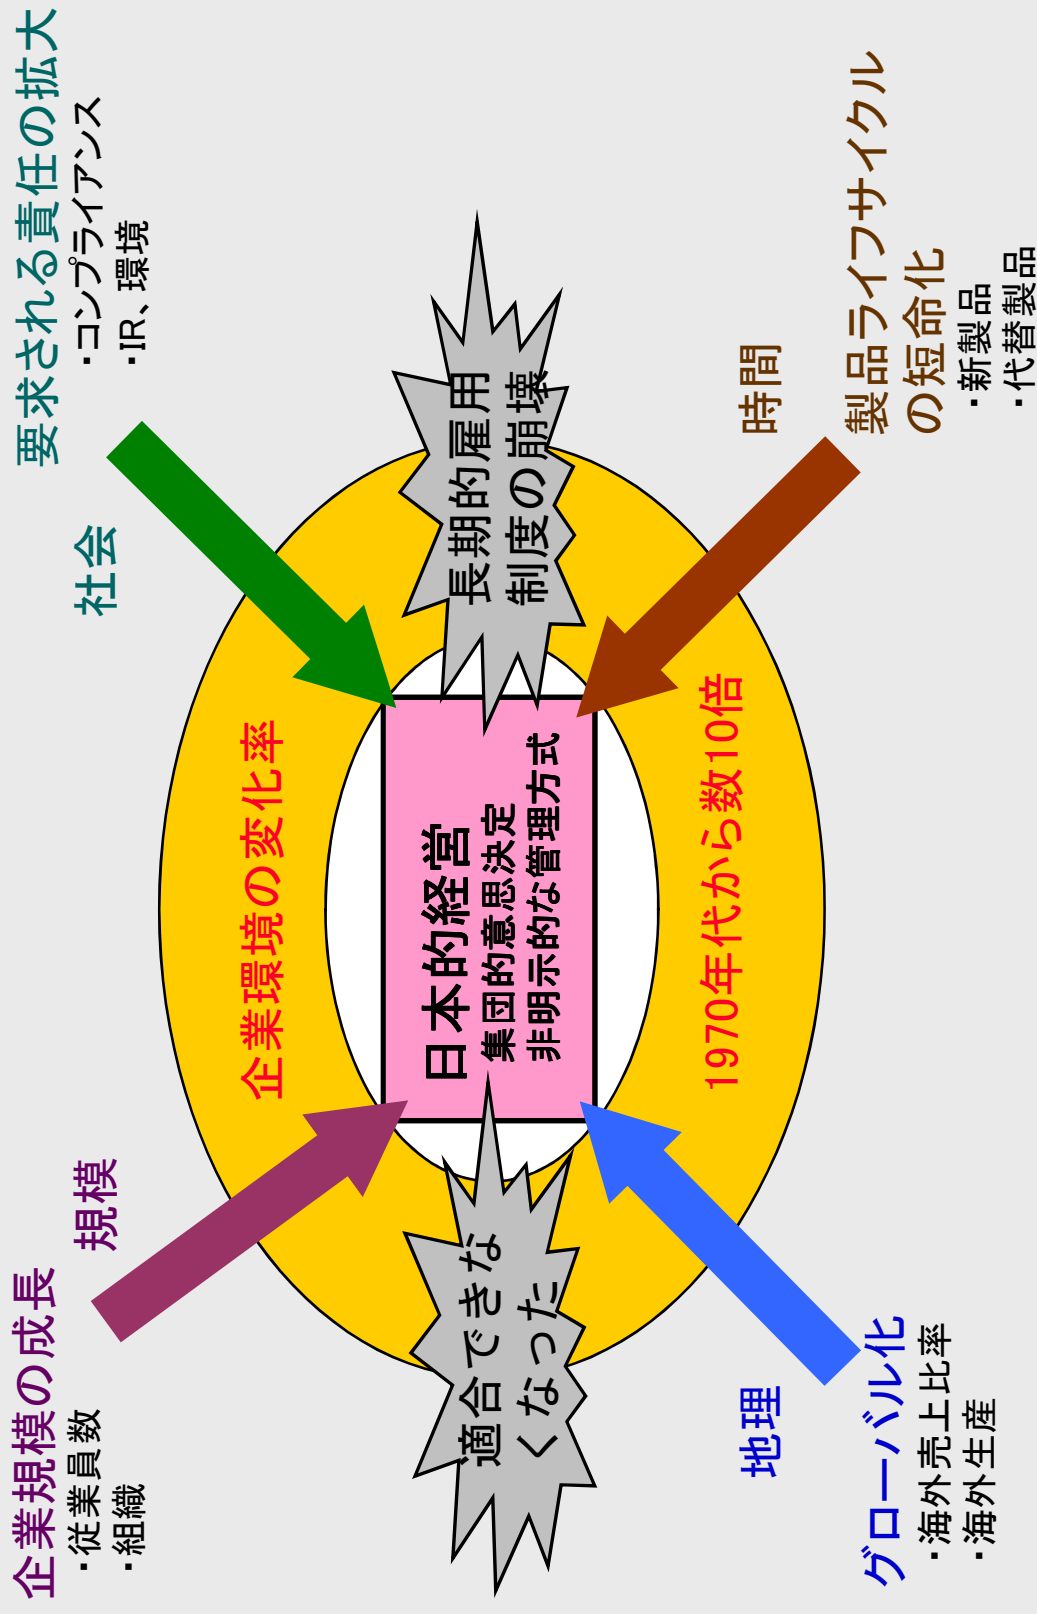 企業規模の成長
・従業員数
・組織
規模
要求される責任の拡大
・コンプライアンス
・IR、環境
社会
企業環境の変化率
適合できな
くなった
日本的経営
集団的意思決定
非明示的な管理方式
長期的雇用
制度の崩壊
1970年代から数10倍
地理
グローバル化
・海外売上比率
・海外生産
時間
製品ライフサイクル
の短命化
・新製品
・代替製品